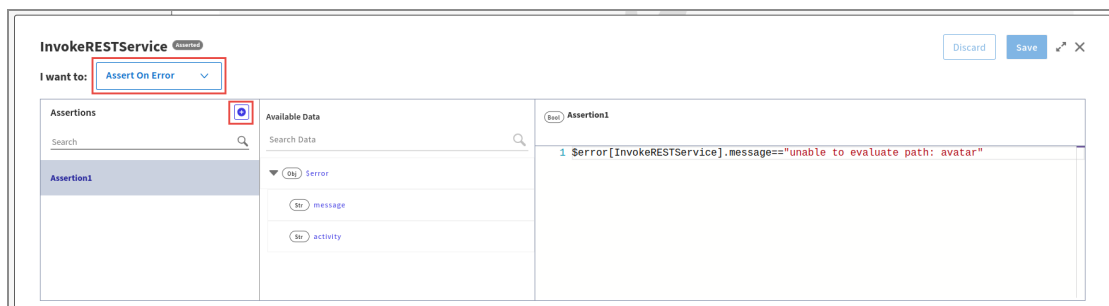 InvokeRESTService Asserted
Discard Save
I want to: Assert On Error
Assertions
Search
Assertion1
Available Data
Search Data
Obj $error
Str message
Str activity
Bool Assertion1
1 $error[InvokeRESTService].message=="unable to evaluate path: avatar"